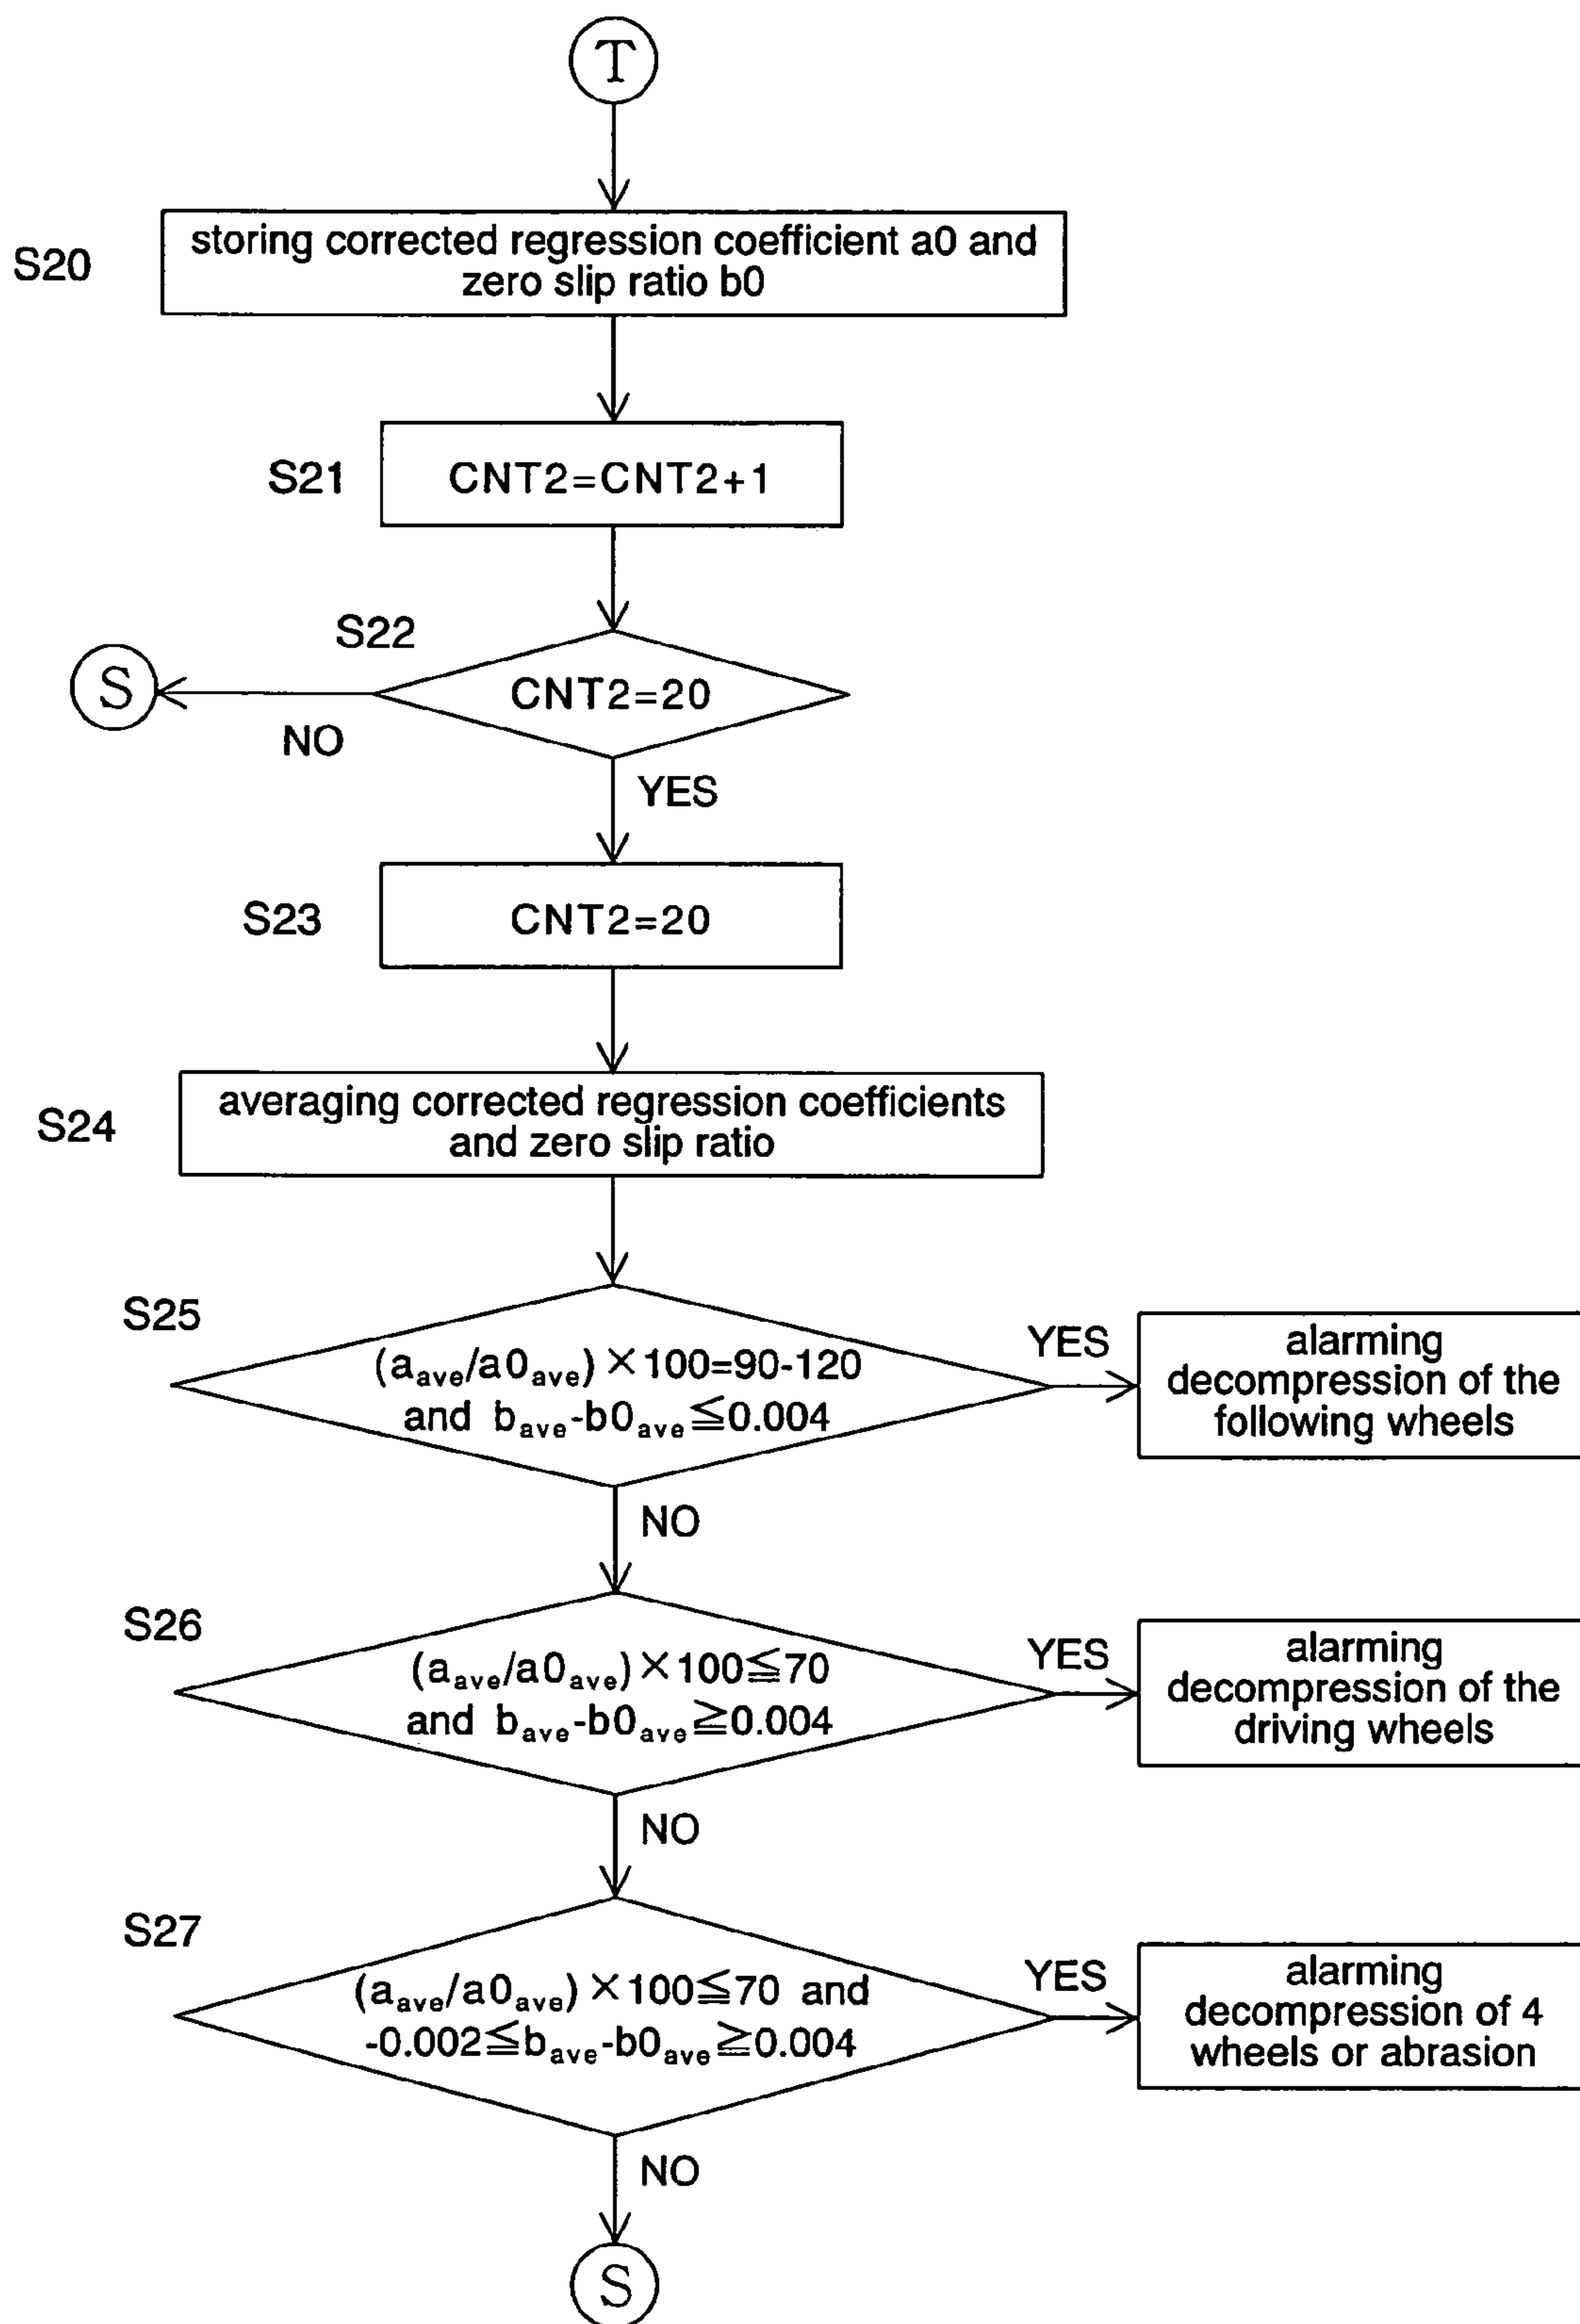 T
S20
storing corrected regression coefficient a0 and
zero slip ratio b0
S21
CNT2=CNT2+1
S22
CNT2=20
S
NO
YES
S23
CNT2=20
S24
averaging corrected regression coefficients
and zero slip ratio
S25
(aave/a0ave)×100=90-120
and bave-b0ave≦0.004
YES
alarming
decompression of the
following wheels
NO
S26
(aave/a0ave)×100≦70
and bave-b0ave≧0.004
YES
alarming
decompression of the
driving wheels
NO
S27
(aave/a0ave)×100≦70 and
-0.002≦bave-b0ave≧0.004
YES
alarming
decompression of 4
wheels or abrasion
NO
S